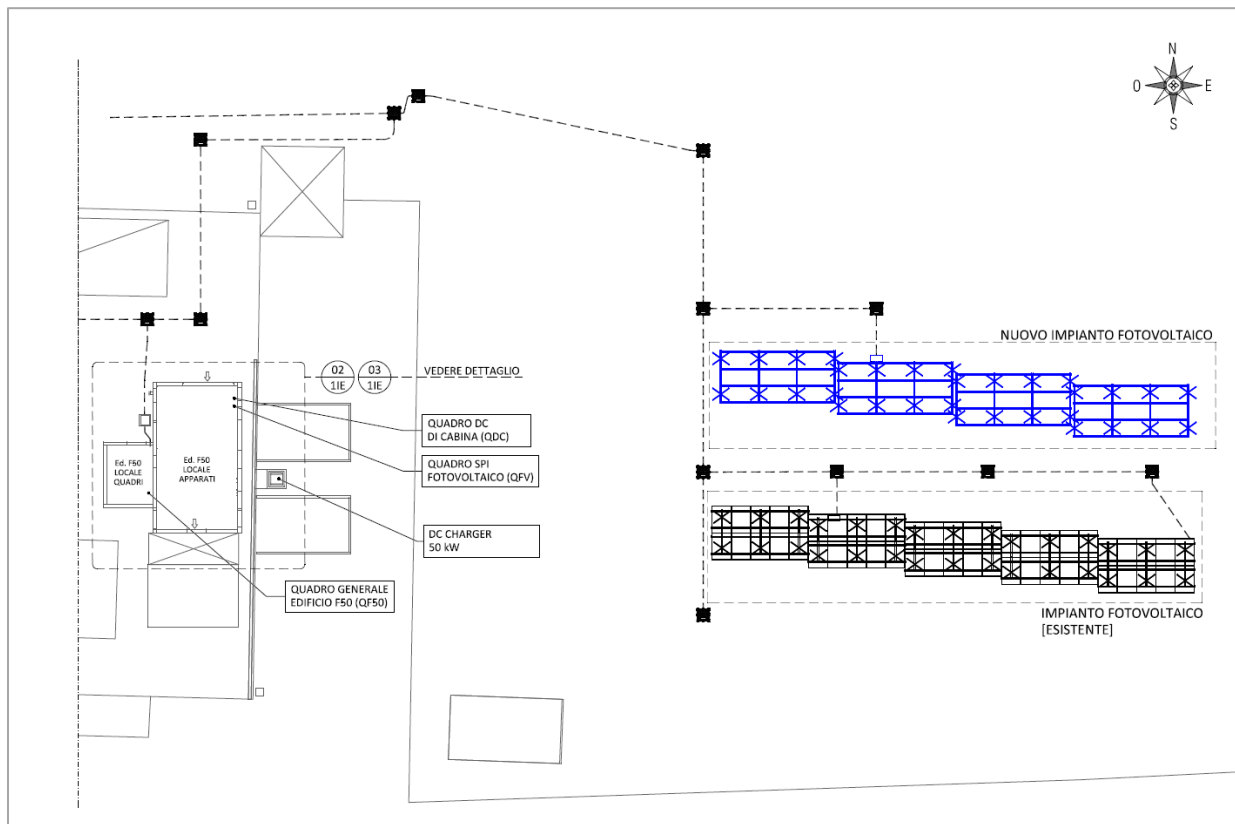 N
O
E
S
NUOVO IMPIANTO FOTOVOLTAICO
02
1IE
03
1IE
VEDERE DETTAGLIO
QUADRO DC
DI CABINA (QDC)
QUADRO SPI
FOTOVOLTAICO (QFV)
Ed. F50
LOCALE
QUADRI
Ed. F50
LOCALE
APPARATI
DC CHARGER
50 kW
QUADRO GENERALE
EDIFICIO F50 (QF50)
IMPIANTO FOTOVOLTAICO
[ESISTENTE]